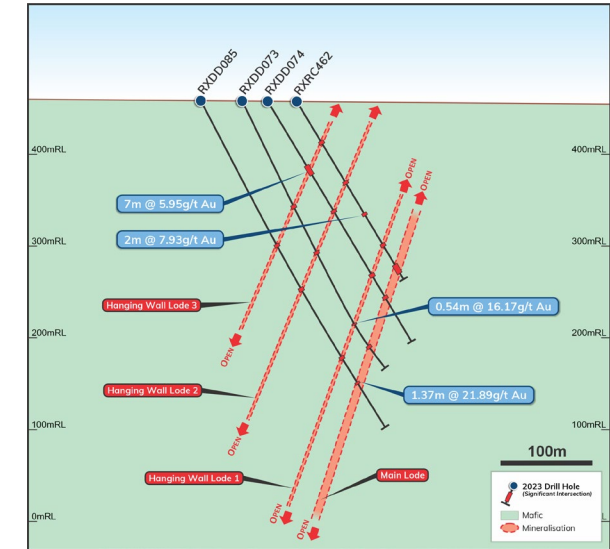 RXDD085
RXDD073
RXDD074
RXRC462
400mRL
400mRL
OPEN
OPEN
7m @ 5.95g/t Au
2m @ 7.93g/t Au
300mRL
300mRL
Hanging Wall Lode 3
0.54m @ 16.17g/t Au
200mRL
200mRL
OPEN
Hanging Wall Lode 2
1.37m @ 21.89g/t Au
100mRL
100mRL
OPEN
100m
Hanging Wall Lode 1
Main Lode
2023 Drill Hole
(Significant Intersection)
Mafic
Mineralisation
0mRL
OPEN
OPEN